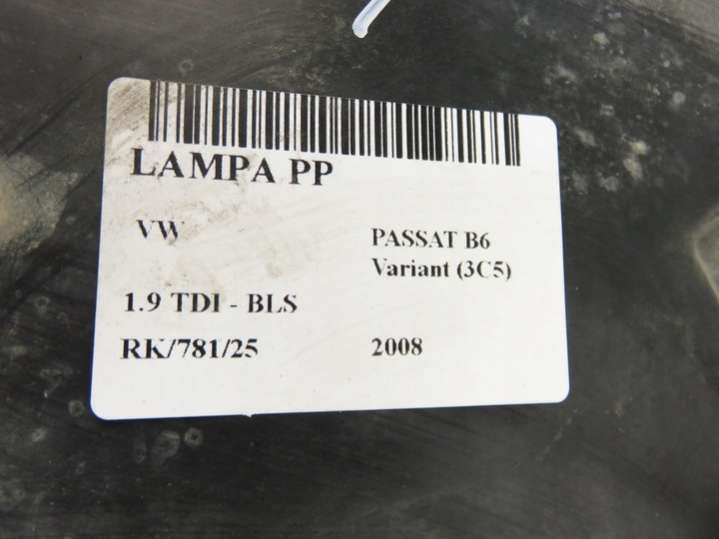 LAMPA PP
VW PASSAT B6
Variant (3C5)
1.9 TDI - BLS
RK/781/25 2008